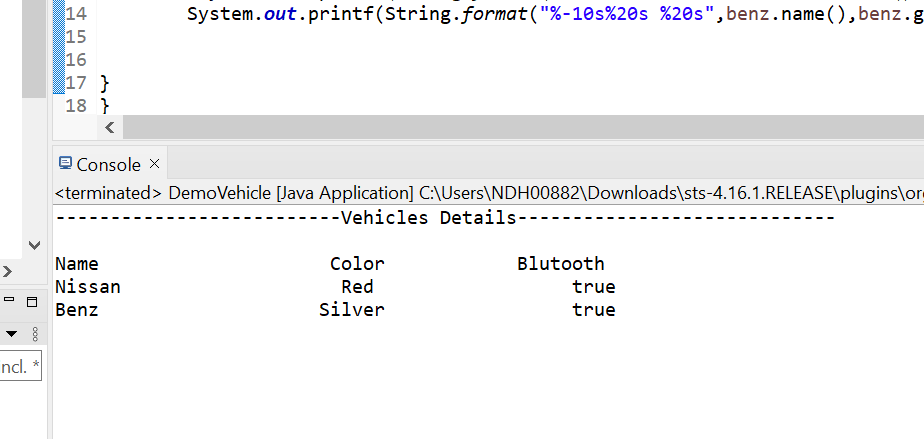 14 System.out.printf(String.format("%-10s%20s %20s",benz.name(),benz.g
15
16
17 }
18 }
Console
<terminated> DemoVehicle [Java Application] C:\Users\NDH00882\Downloads\sts-4.16.1.RELEASE\plugins\or
--------------------------Vehicles Details-----------------------------
Name Color Blutooth
Nissan Red true
Benz Silver true
ncl. *